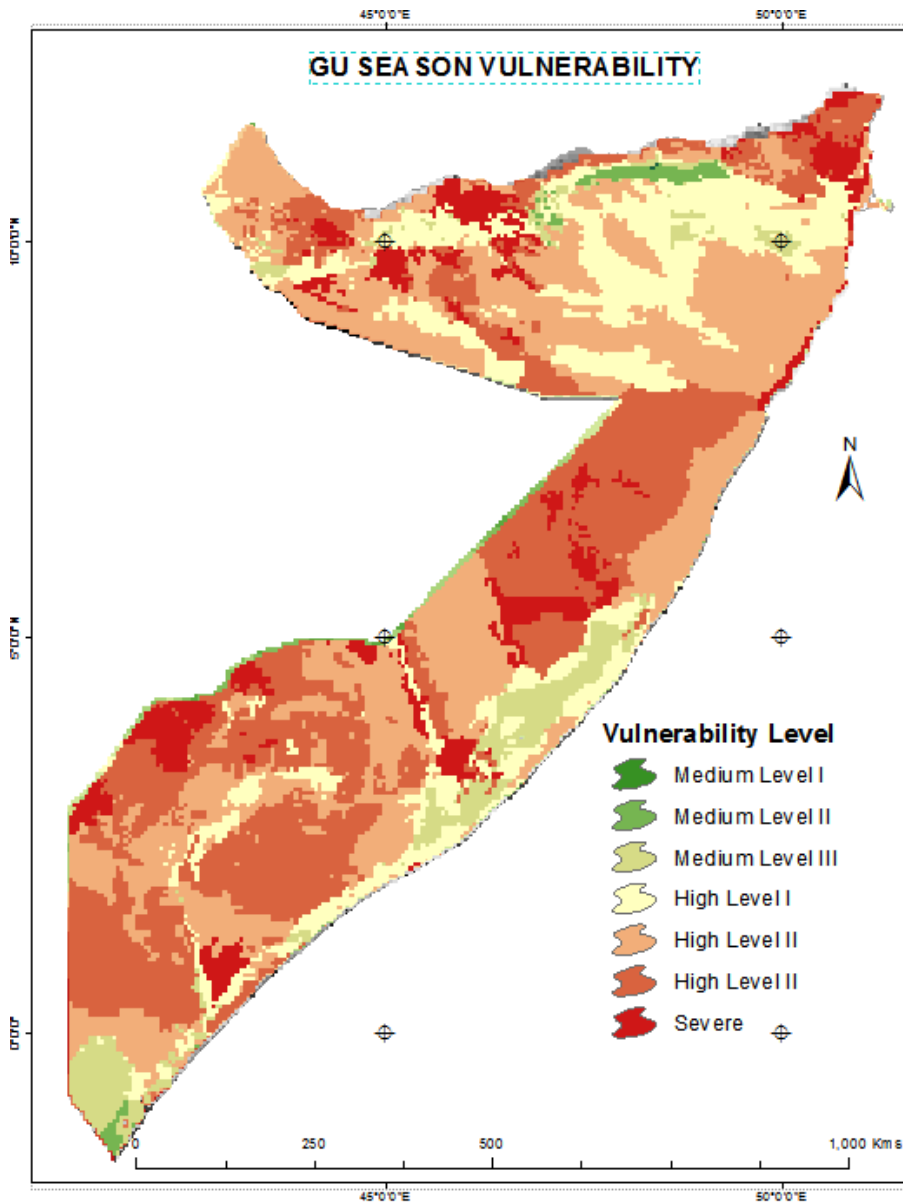 45°0'0"E 50°0'0"E
GU SEASON VULNERABILITY
10°0'0"N
N
5°0'0"N
Vulnerability Level
Medium Level I
Medium Level II
Medium Level III
High Level I
High Level II
High Level II
Severe
0°0'0"
0 250 500 1,000 Kms
45°0'0"E 50°0'0"E